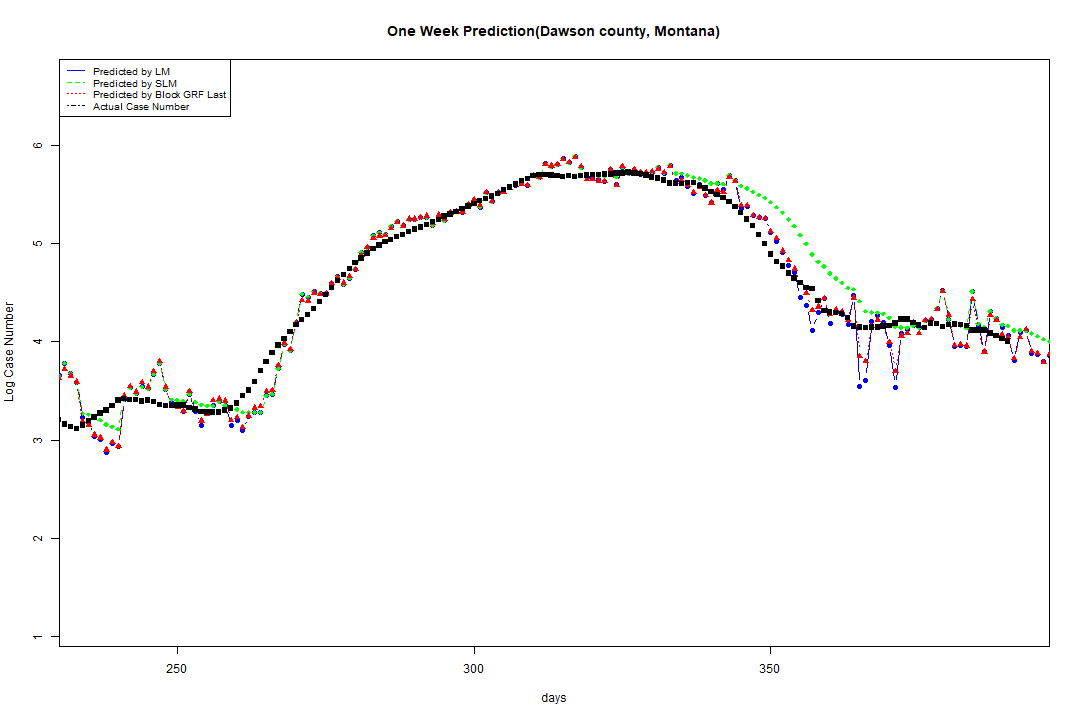 One Week Prediction(Dawson county, Montana)
Predicted by LM
Predicted by SLM
Predicted by Block GRF Last
Actual Case Number
6
5
4
3
2
1
Log Case Number
250 300 350
days